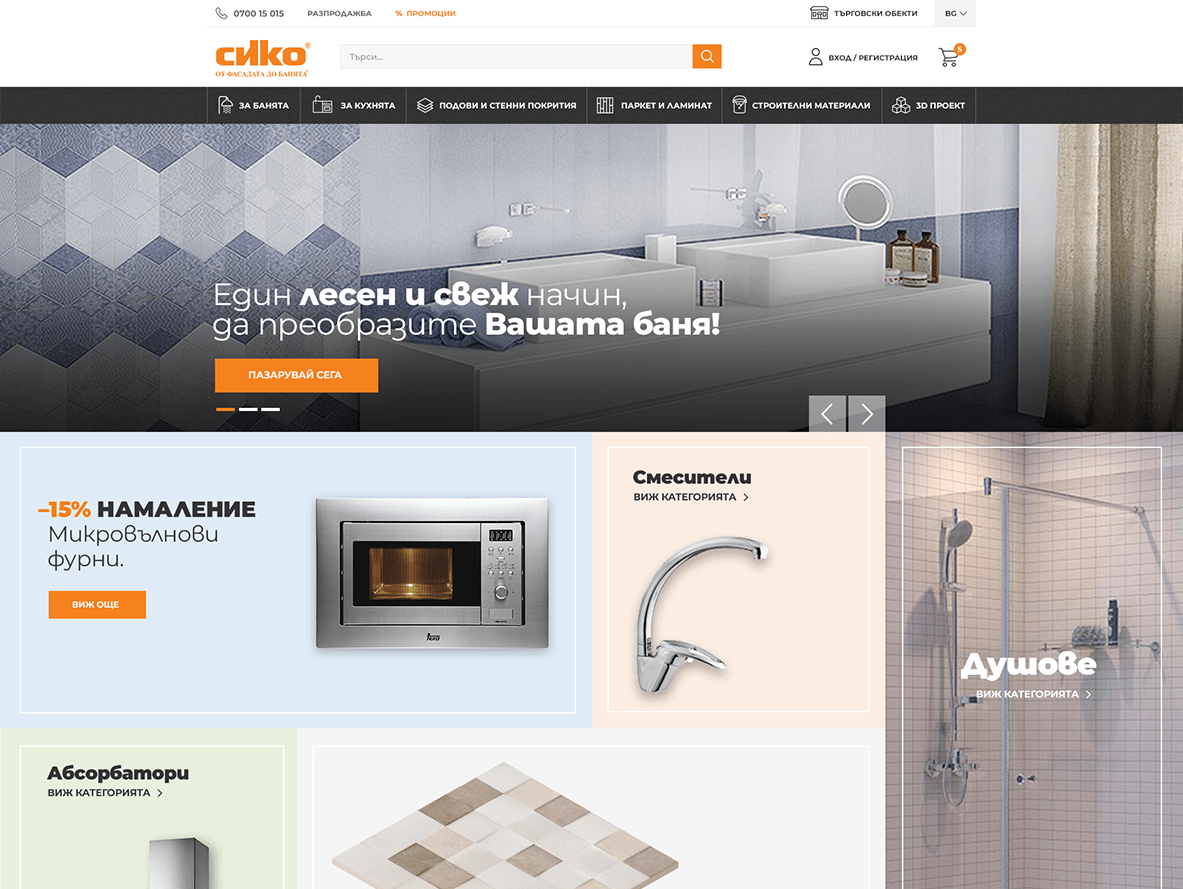 0700 15 015
РАЗПРОДАЖБА
% ПРОМОЦИИ
ТЪРГОВСКИ ОБЕКТИ
BG
сико®
ОТ ФАСАДАТА ДО БАНЯТА
Търси...
ВХОД / РЕГИСТРАЦИЯ
5
ЗА БАНЯТА
ЗА КУХНЯТА
ПОДОВИ И СТЕННИ ПОКРИТИЯ
ПАРКЕТ И ЛАМИНАТ
СТРОИТЕЛНИ МАТЕРИАЛИ
3D ПРОЕКТ
Един лесен и свеж начин,
да преобразите Вашата баня!
ПАЗАРУВАЙ СЕГА
–15% НАМАЛЕНИЕ
Микровълнови
фурни.
ВИЖ ОЩЕ
Teka
Смесители
ВИЖ КАТЕГОРИЯТА
Душове
ВИЖ КАТЕГОРИЯТА
Абсорбатори
ВИЖ КАТЕГОРИЯТА